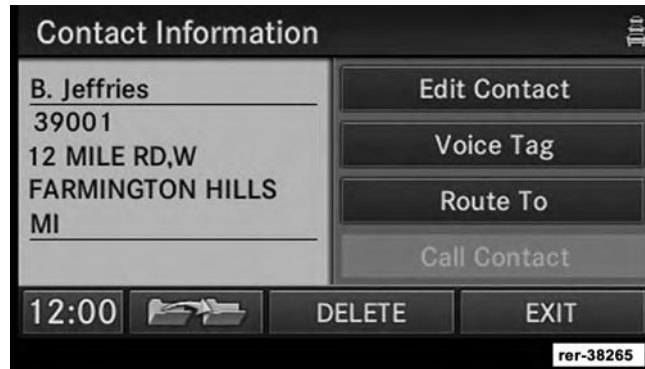 Contact Information
B. Jeffries
39001
12 MILE RD,W
FARMINGTON HILLS
MI
Edit Contact
Voice Tag
Route To
Call Contact
12:00
DELETE
EXIT
rer-38265